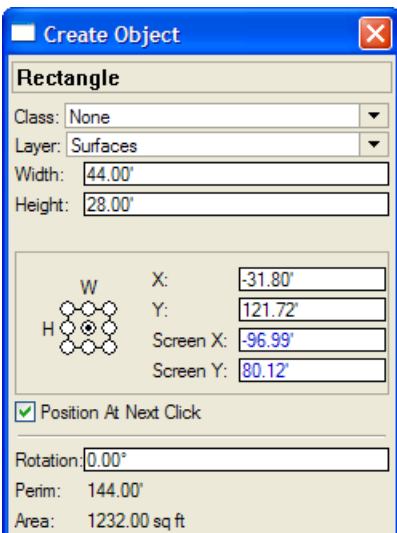 Create Object
Rectangle
Class: None
Layer: Surfaces
Width: 44.00'
Height: 28.00'
W
H
X: -31.80'
Y: 121.72'
Screen X: -96.99'
Screen Y: 80.12'
Position At Next Click
Rotation: 0.00°
Perim: 144.00'
Area: 1232.00 sq ft